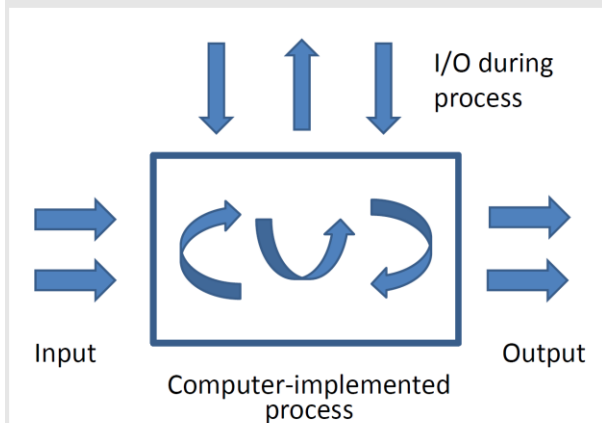 I/O during
process
Input
Output
Computer-implemented
process